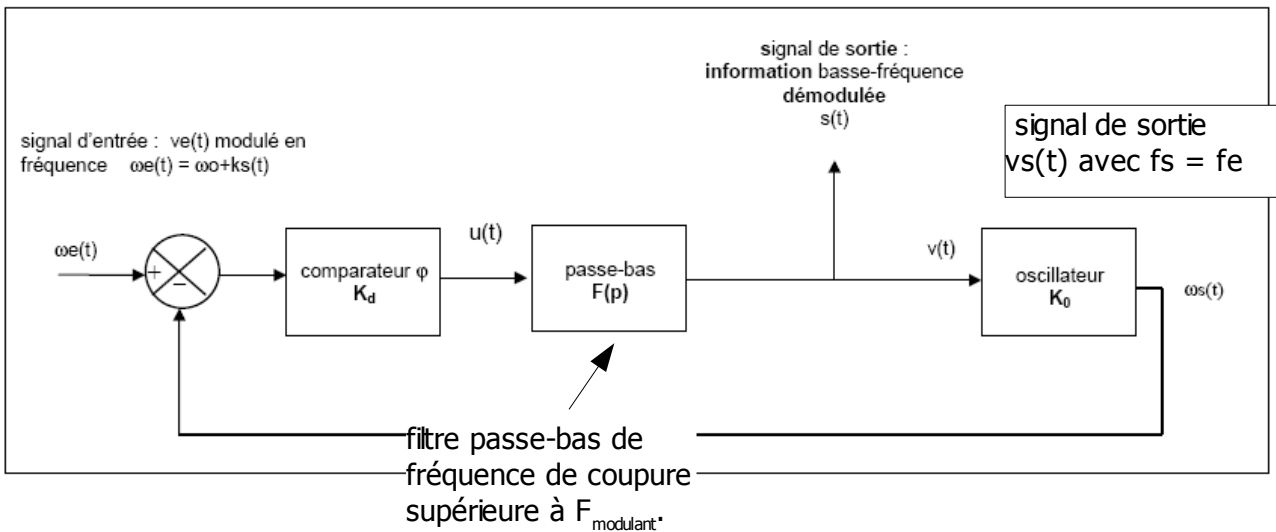 signal de sortie :
information basse-fréquence
démodulée
s(t)
signal de sortie
vs(t) avec fs = fe
signal d'entrée : ve(t) modulé en
fréquence ωe(t) = ωo+ks(t)
ωe(t)
+
−
comparateur φ
Kd
u(t)
passe-bas
F(p)
v(t)
oscillateur
K0
ωs(t)
filtre passe-bas de
fréquence de coupure
supérieure à Fmodulant.